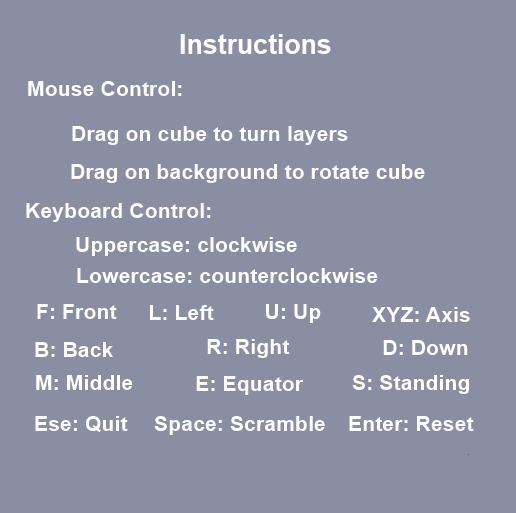 Instructions
Mouse Control:
Drag on cube to turn layers
Drag on background to rotate cube
Keyboard Control:
Uppercase: clockwise
Lowercase: counterclockwise
F: Front L: Left U: Up XYZ: Axis
B: Back R: Right D: Down
M: Middle E: Equator S: Standing
Ese: Quit Space: Scramble Enter: Reset